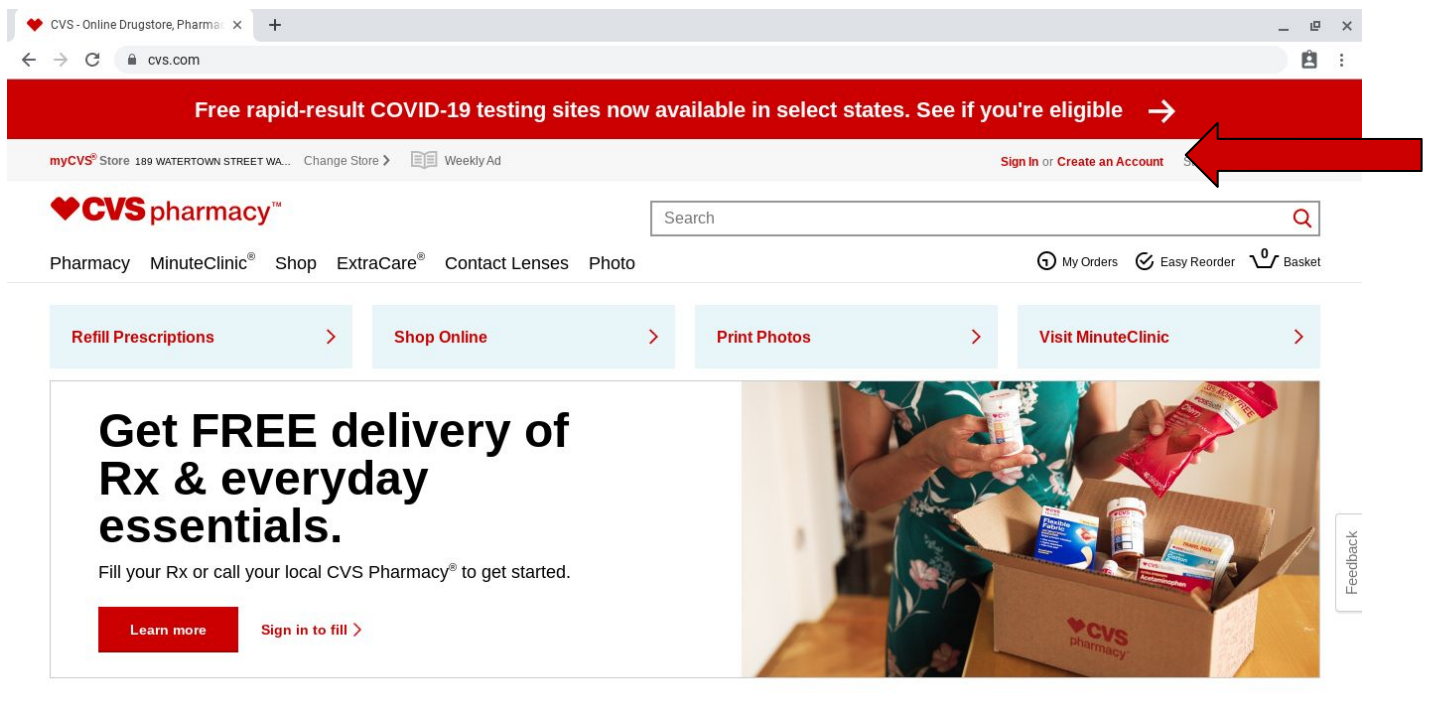 CVS - Online Drugstore, Pharma
cvs.com
Free rapid-result COVID-19 testing sites now available in select states. See if you're eligible
myCVS® Store 189 WATERTOWN STREET WA... Change Store Weekly Ad Sign In or Create an Account
CVS pharmacy™
Search
Pharmacy MinuteClinic® Shop ExtraCare® Contact Lenses Photo My Orders Easy Reorder 0 Basket
Refill Prescriptions Shop Online Print Photos Visit MinuteClinic
Get FREE delivery of
Rx & everyday
essentials.
Fill your Rx or call your local CVS Pharmacy® to get started.
Learn more Sign in to fill
Flexible
Fabric
Acetaminophen
CVS
pharmacy
Feedback